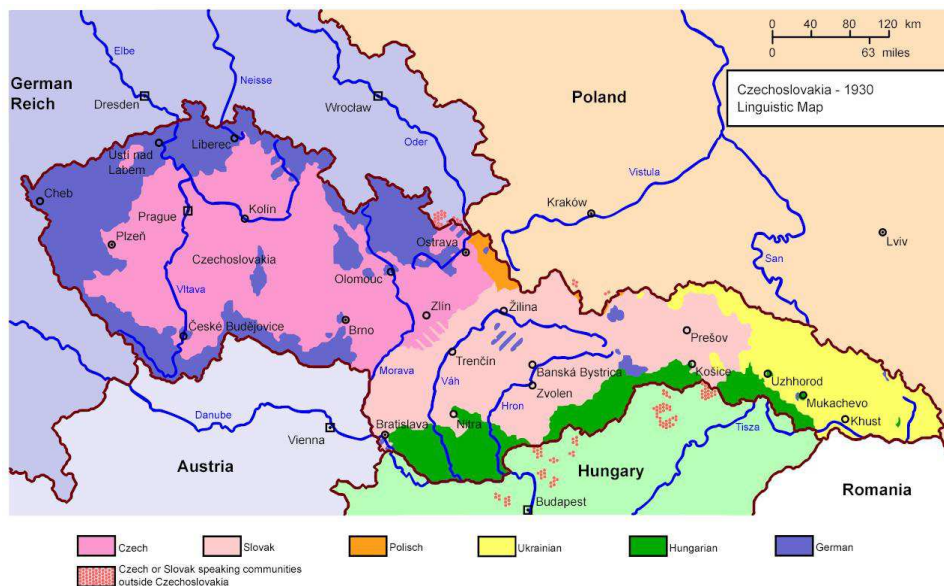 0 40 80 120 km
0 63 miles
Czechoslovakia - 1930
Linguistic Map
German
Reich
Poland
Austria
Hungary
Romania
Elbe
Neisse
Dresden
Wrocław
Oder
Ustí nad
Labem
Liberec
Cheb
Prague
Kolín
Plzeň
Czechoslovakia
Vltava
Olomouc
Ostrava
Kraków
Vistula
San
Lviv
České Budějovice
Brno
Zlín
Žilina
Morava
Trenčín
Váh
Banská Bystrica
Zvolen
Hron
Prešov
Košice
Uzhhorod
Mukachevo
Khust
Tisza
Danube
Vienna
Bratislava
Nitra
Budapest
Czech
Slovak
Polisch
Ukrainian
Hungarian
German
Czech or Slovak speaking communities
outside Czechoslovakia